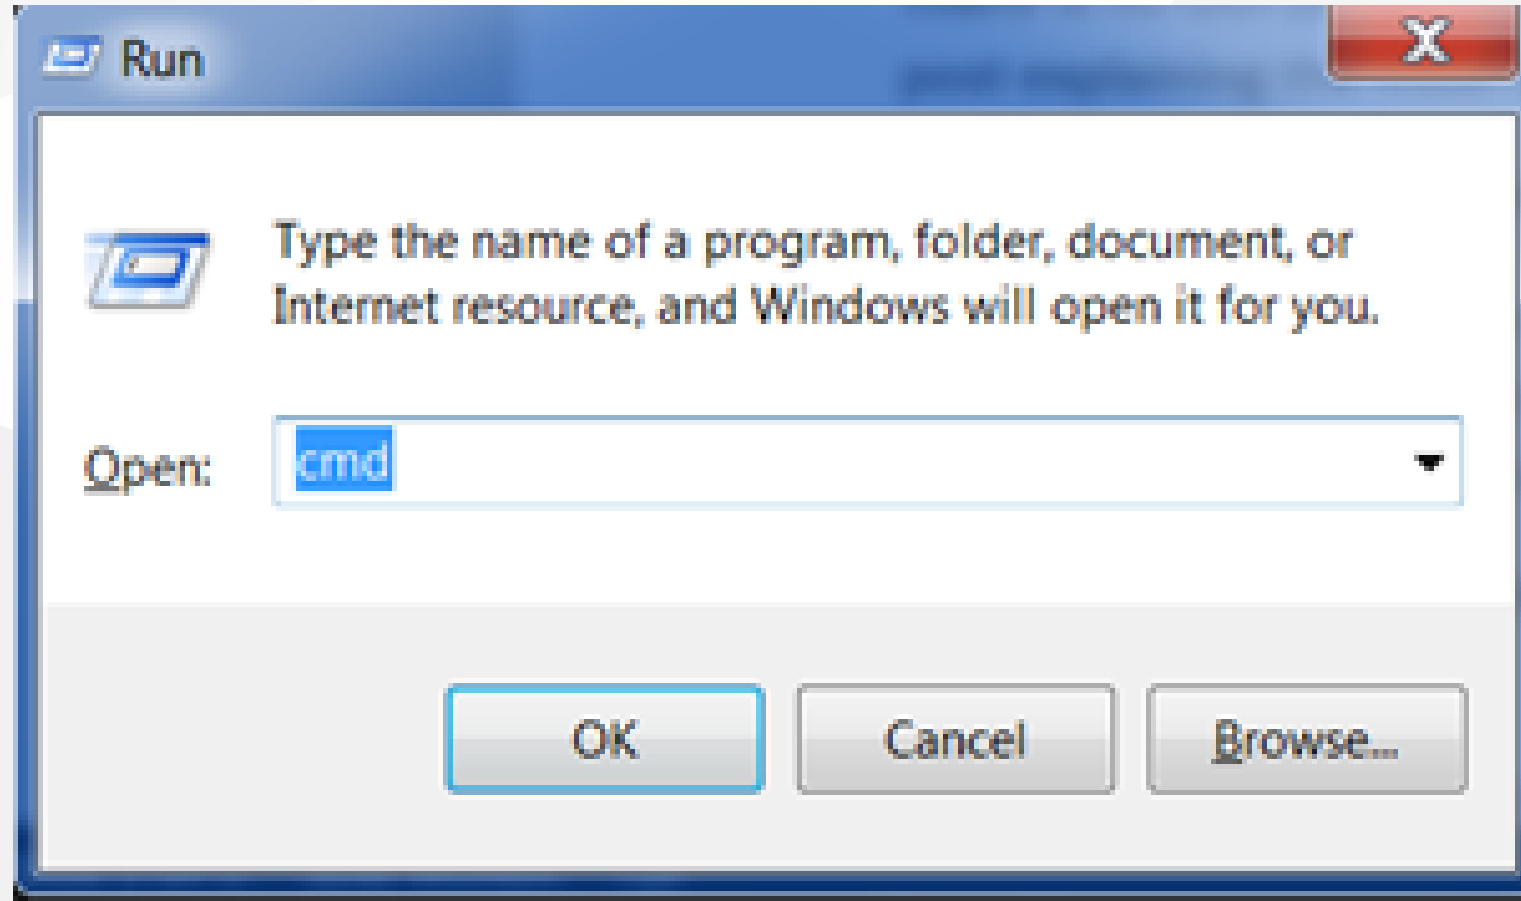 Run
Type the name of a program, folder, document, or
Internet resource, and Windows will open it for you.
Open:
cmd
OK
Cancel
Browse...